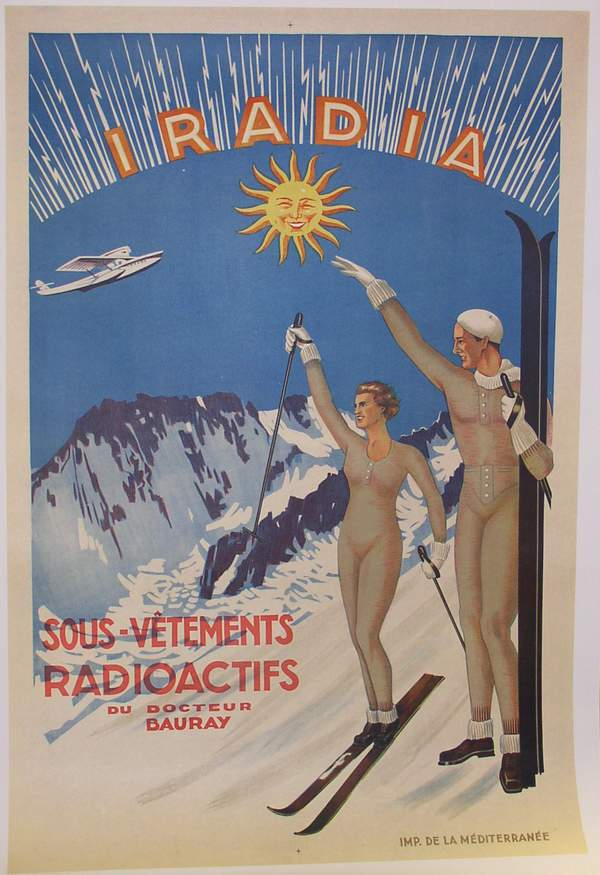 IRADIA
SOUS-VÊTEMENTS
RADIOACTIFS
DU DOCTEUR
BAURAY
IMP. DE LA MÉDITERRANÉE